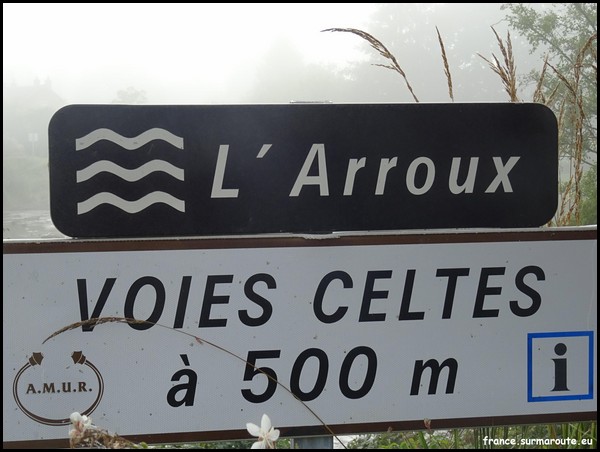 L'Arroux
VOIES CELTES
à 500 m
A.M.U.R.
i
france.surmaroute.eu